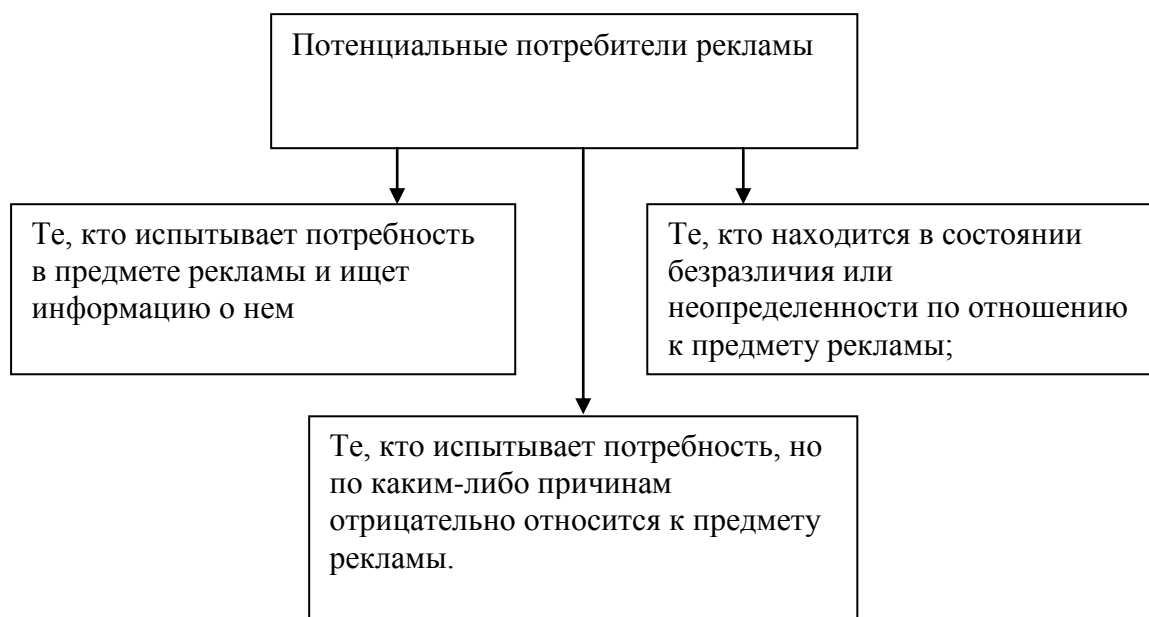 Потенциальные потребители рекламы
Те, кто испытывает потребность
в предмете рекламы и ищет
информацию о нем
Те, кто находится в состоянии
безразличия или
неопределенности по отношению
к предмету рекламы;
Те, кто испытывает потребность, но
по каким-либо причинам
отрицательно относится к предмету
рекламы.